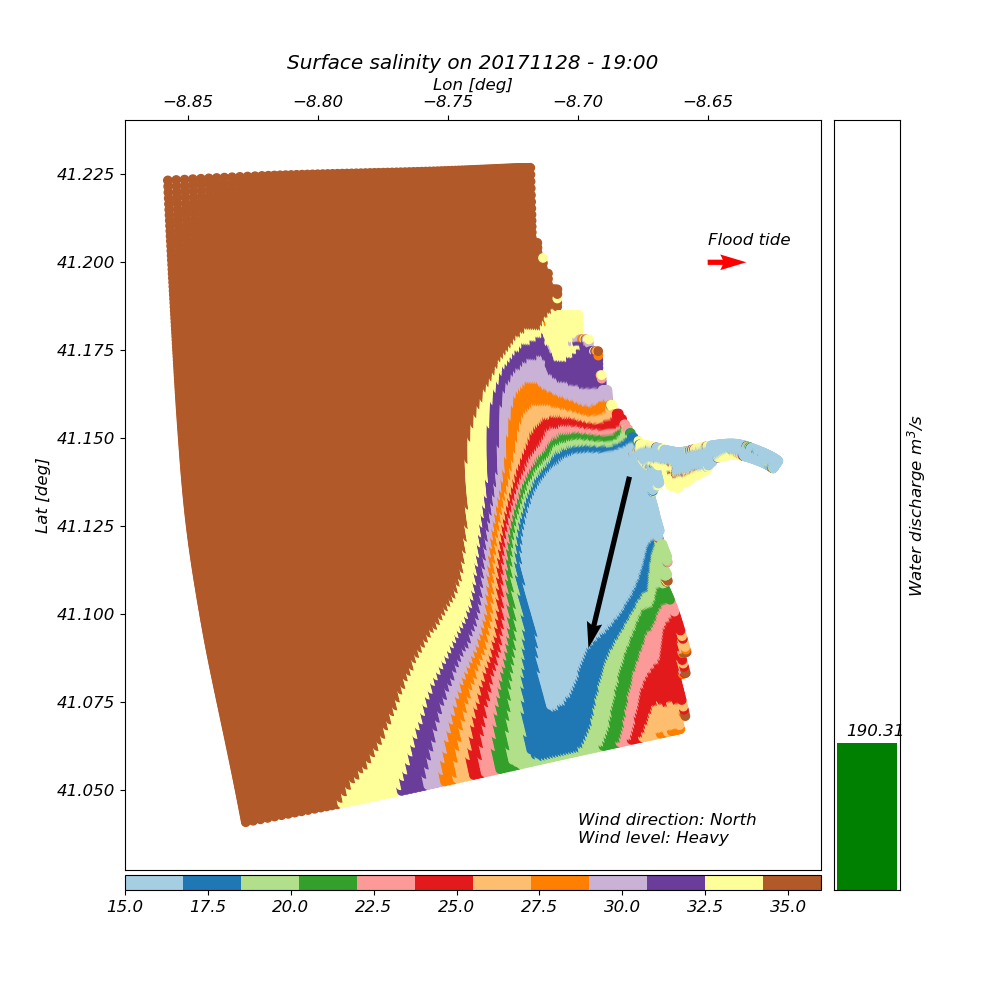 Surface salinity on 20171128 - 19:00
Lon [deg]
−8.85 −8.80 −8.75 −8.70 −8.65
41.225
41.200
41.175
41.150
41.125
41.100
41.075
41.050
Lat [deg]
Flood tide
Wind direction: North
Wind level: Heavy
190.31
Water discharge m³/s
15.0 17.5 20.0 22.5 25.0 27.5 30.0 32.5 35.0